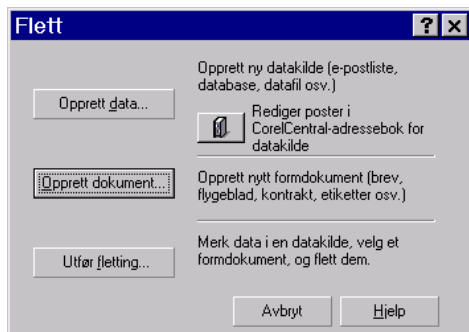 Flett
Opprett ny datakilde (e-postliste,
database, datafil osv.)
Opprett data...
Rediger poster i
CorelCentral-adressebok for
datakilde
Opprett dokument...
Opprett nytt formdokument (brev,
flygeblad, kontrakt, etiketter osv.)
Utfør fletting...
Merk data i en datakilde, velg et
formdokument, og flett dem.
Avbryt
Hjelp